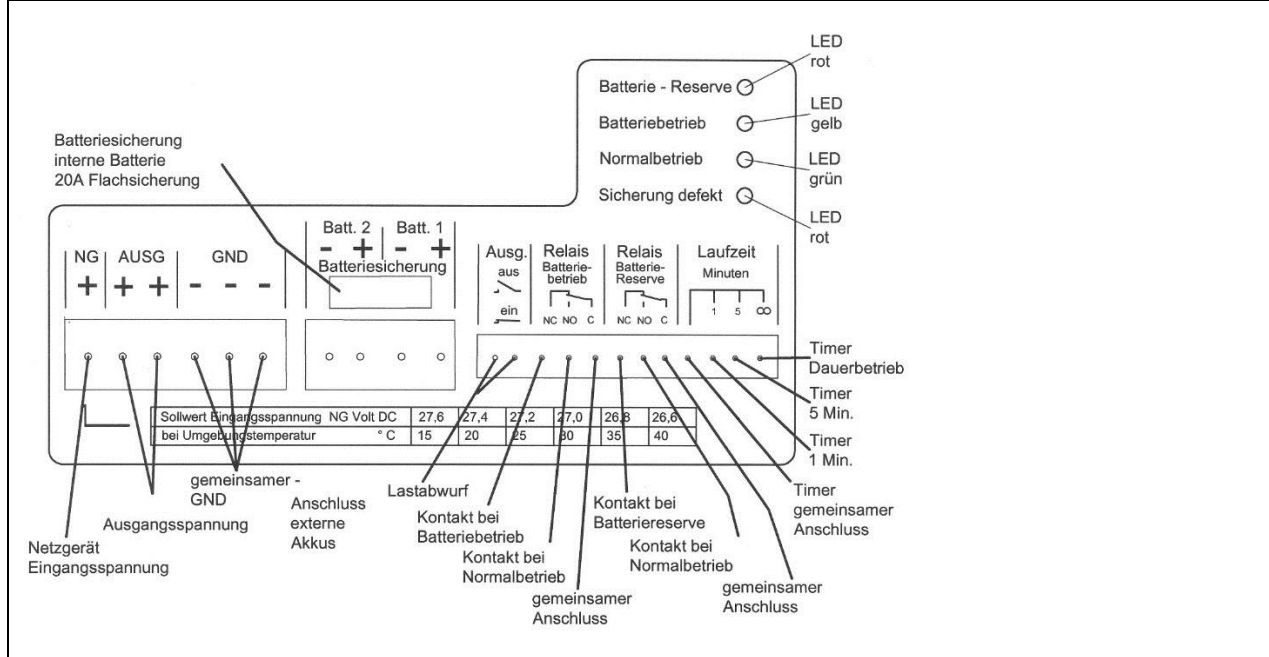 LED
rot
Batterie - Reserve
LED
gelb
Batteriebetrieb
Normalbetrieb
LED
grün
Sicherung defekt
LED
rot
Batteriesicherung
interne Batterie
20A Flachsicherung
NG
+
AUSG
+ +
GND
- - -
Batt. 2
- +
Batt. 1
- +
Batteriesicherung
Ausg.
aus
ein
Relais
Batterie-
betrieb
NC NO C
Relais
Batterie-
Reserve
NC NO C
Laufzeit
Minuten
1 5 ∞
Sollwert Eingangsspannung NG Volt DC 27,6 27,4 27,2 27,0 26,8 26,6
bei Umgebungstemperatur ° C 15 20 25 30 35 40
Timer
Dauerbetrieb
Timer
5 Min.
Timer
1 Min.
Timer
gemeinsamer
Anschluss
gemeinsamer
Anschluss
Kontakt bei
Normalbetrieb
Kontakt bei
Batteriereserve
gemeinsamer
Anschluss
Kontakt bei
Normalbetrieb
Kontakt bei
Batteriebetrieb
Lastabwurf
Anschluss
externe
Akkus
gemeinsamer -
GND
Ausgangsspannung
Netzgerät
Eingangsspannung